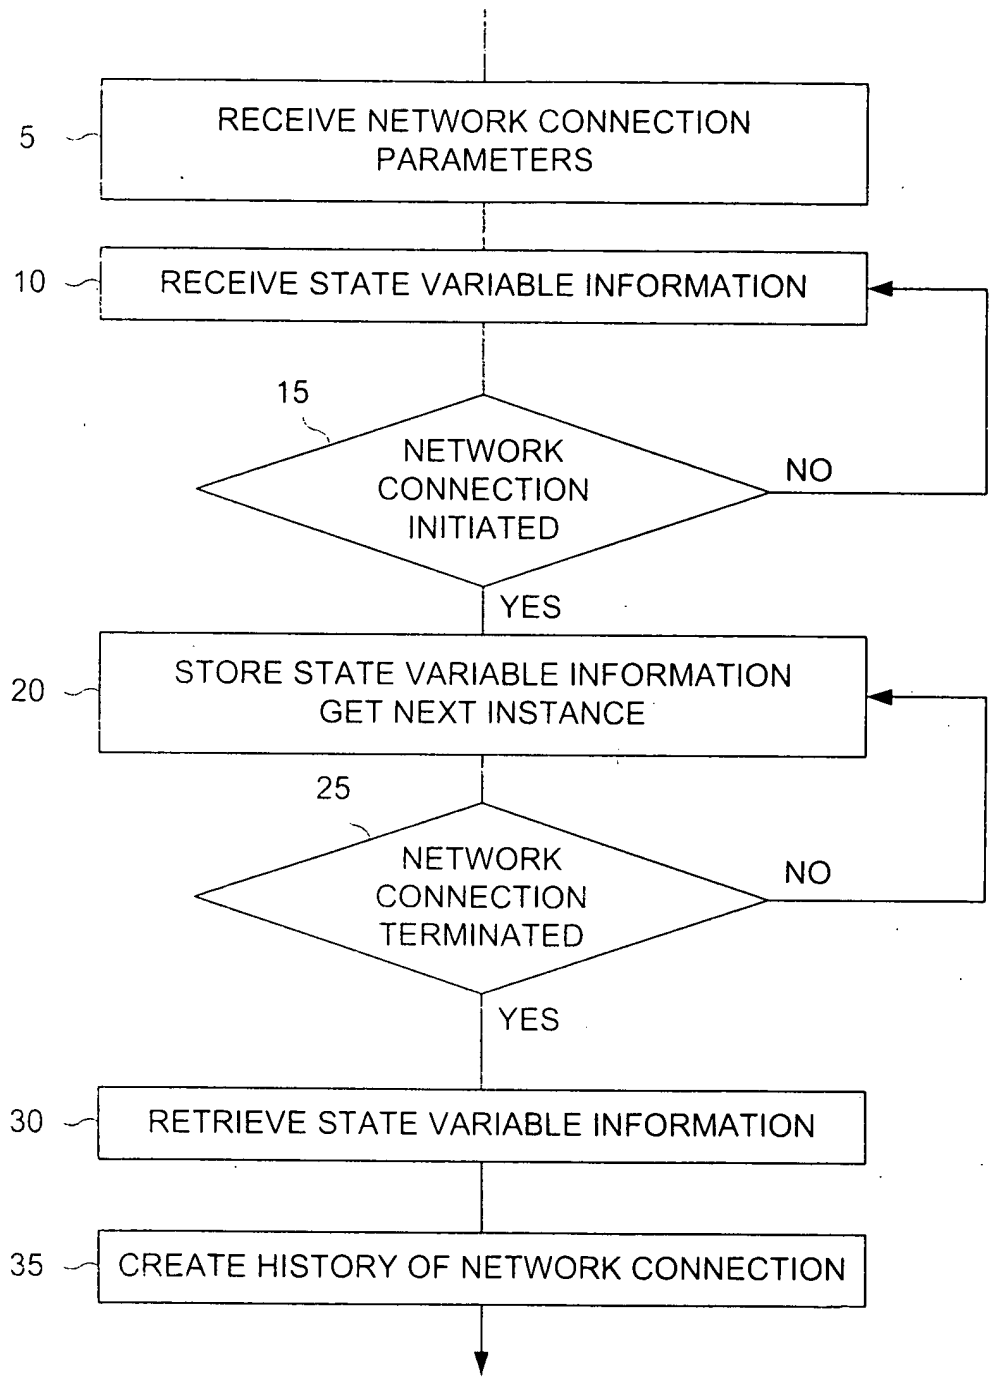 RECEIVE NETWORK CONNECTION
PARAMETERS
5
RECEIVE STATE VARIABLE INFORMATION
10
15
NETWORK
CONNECTION
INITIATED
NO
YES
STORE STATE VARIABLE INFORMATION
GET NEXT INSTANCE
20
25
NETWORK
CONNECTION
TERMINATED
NO
YES
30
RETRIEVE STATE VARIABLE INFORMATION
35
CREATE HISTORY OF NETWORK CONNECTION